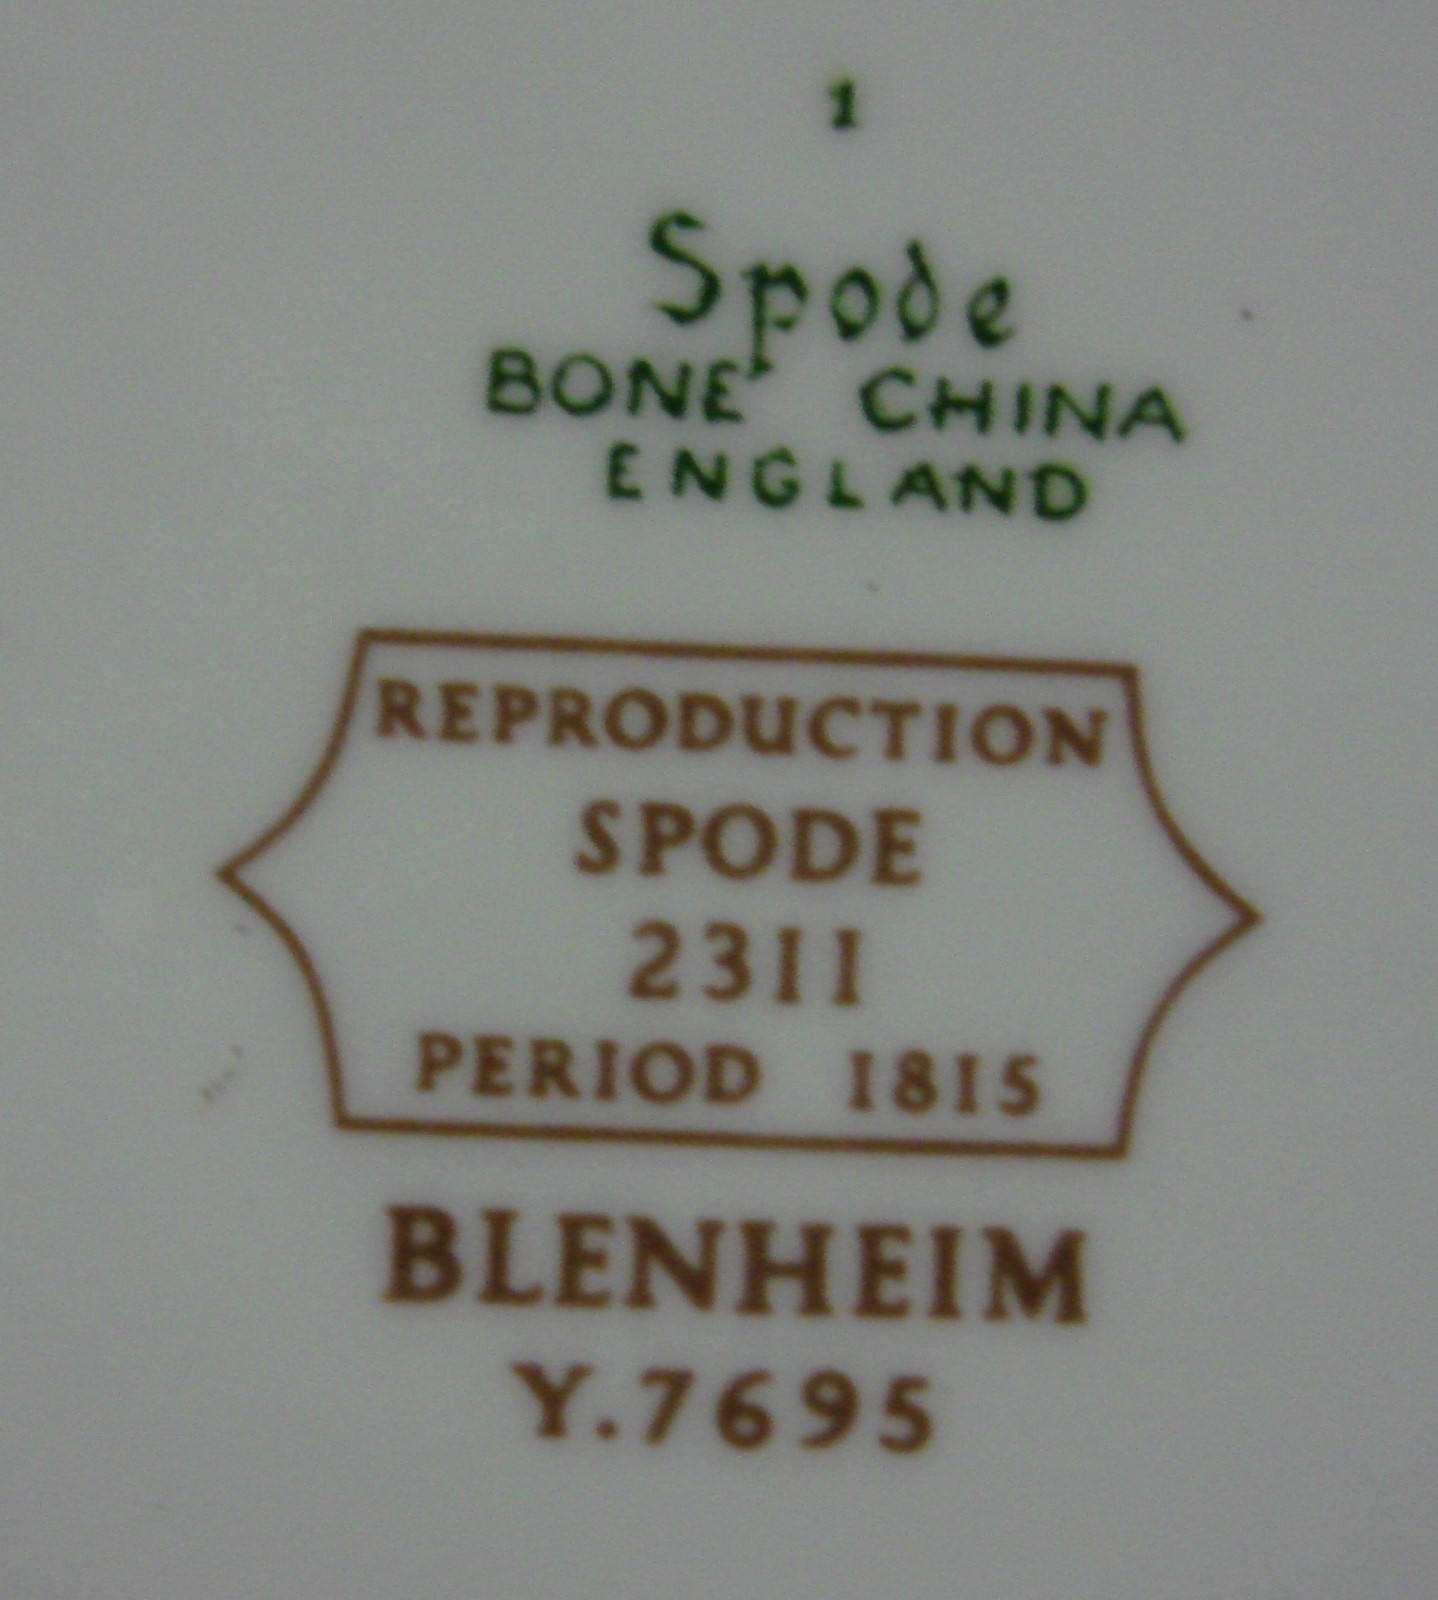 1
Spode
BONE CHINA
ENGLAND
REPRODUCTION
SPODE
2311
PERIOD 1815
BLENHEIM
Y.7695